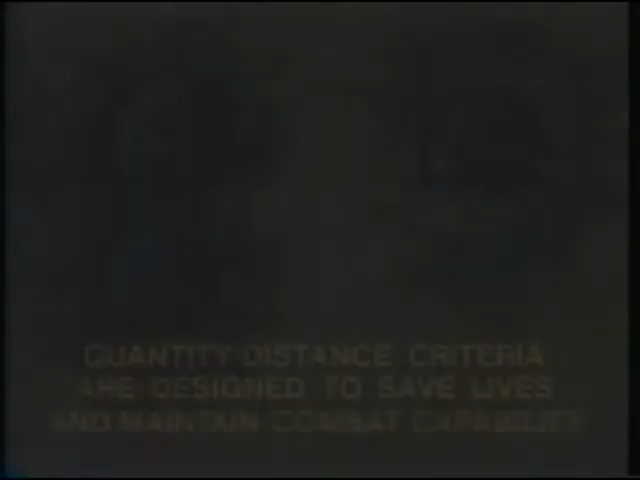 QUANTITY DISTANCE CRITERIA
ARE DESIGNED TO SAVE LIVES
AND MAINTAIN COMBAT CAPABILITY